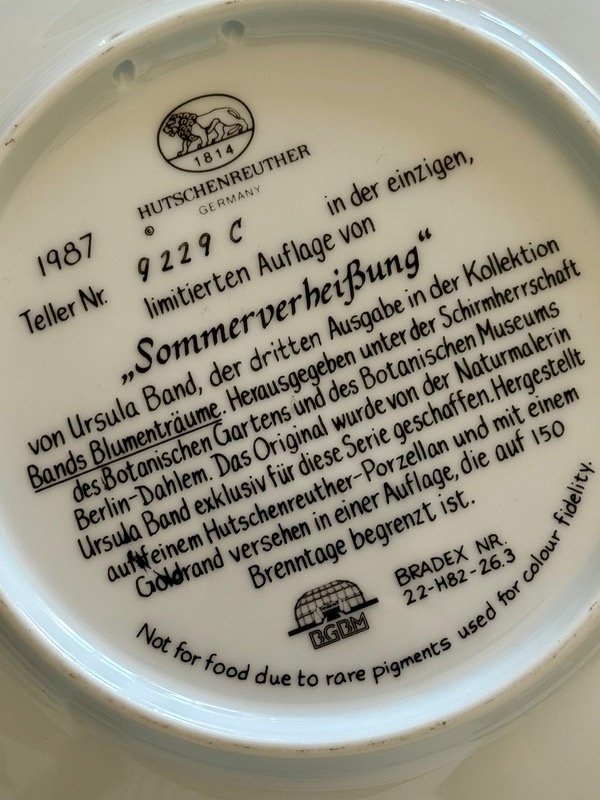 1814
HUTSCHENREUTHER
GERMANY
© 1987
Teller Nr. 9229 C in der einzigen,
limitierten Auflage von
„Sommerverheißung“
von Ursula Band, der dritten Ausgabe in der Kollektion
Bands Blumenträume. Herausgegeben unter der Schirmherrschaft
des Botanischen Gartens und des Botanischen Museums
Berlin-Dahlem. Das Original wurde von der Naturmalerin
Ursula Band exklusiv für diese Serie geschaffen. Hergestellt
auf feinem Hutschenreuther-Porzellan und mit einem
Goldrand versehen in einer Auflage, die auf 150
Brenntage begrenzt ist.
BGBM
BRADEX NR.
22-H82-26.3
Not for food due to rare pigments used for colour fidelity.